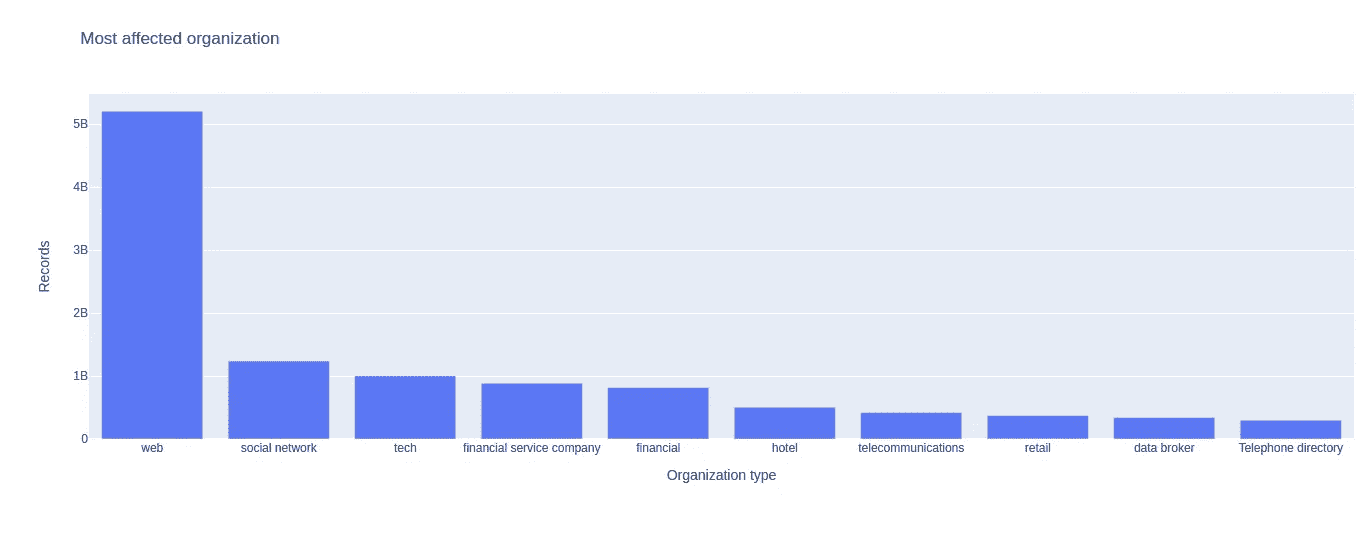 Most affected organization
5B
4B
3B
2B
1B
0
Records
web
social network
tech
financial service company
financial
hotel
telecommunications
retail
data broker
Telephone directory
Organization type